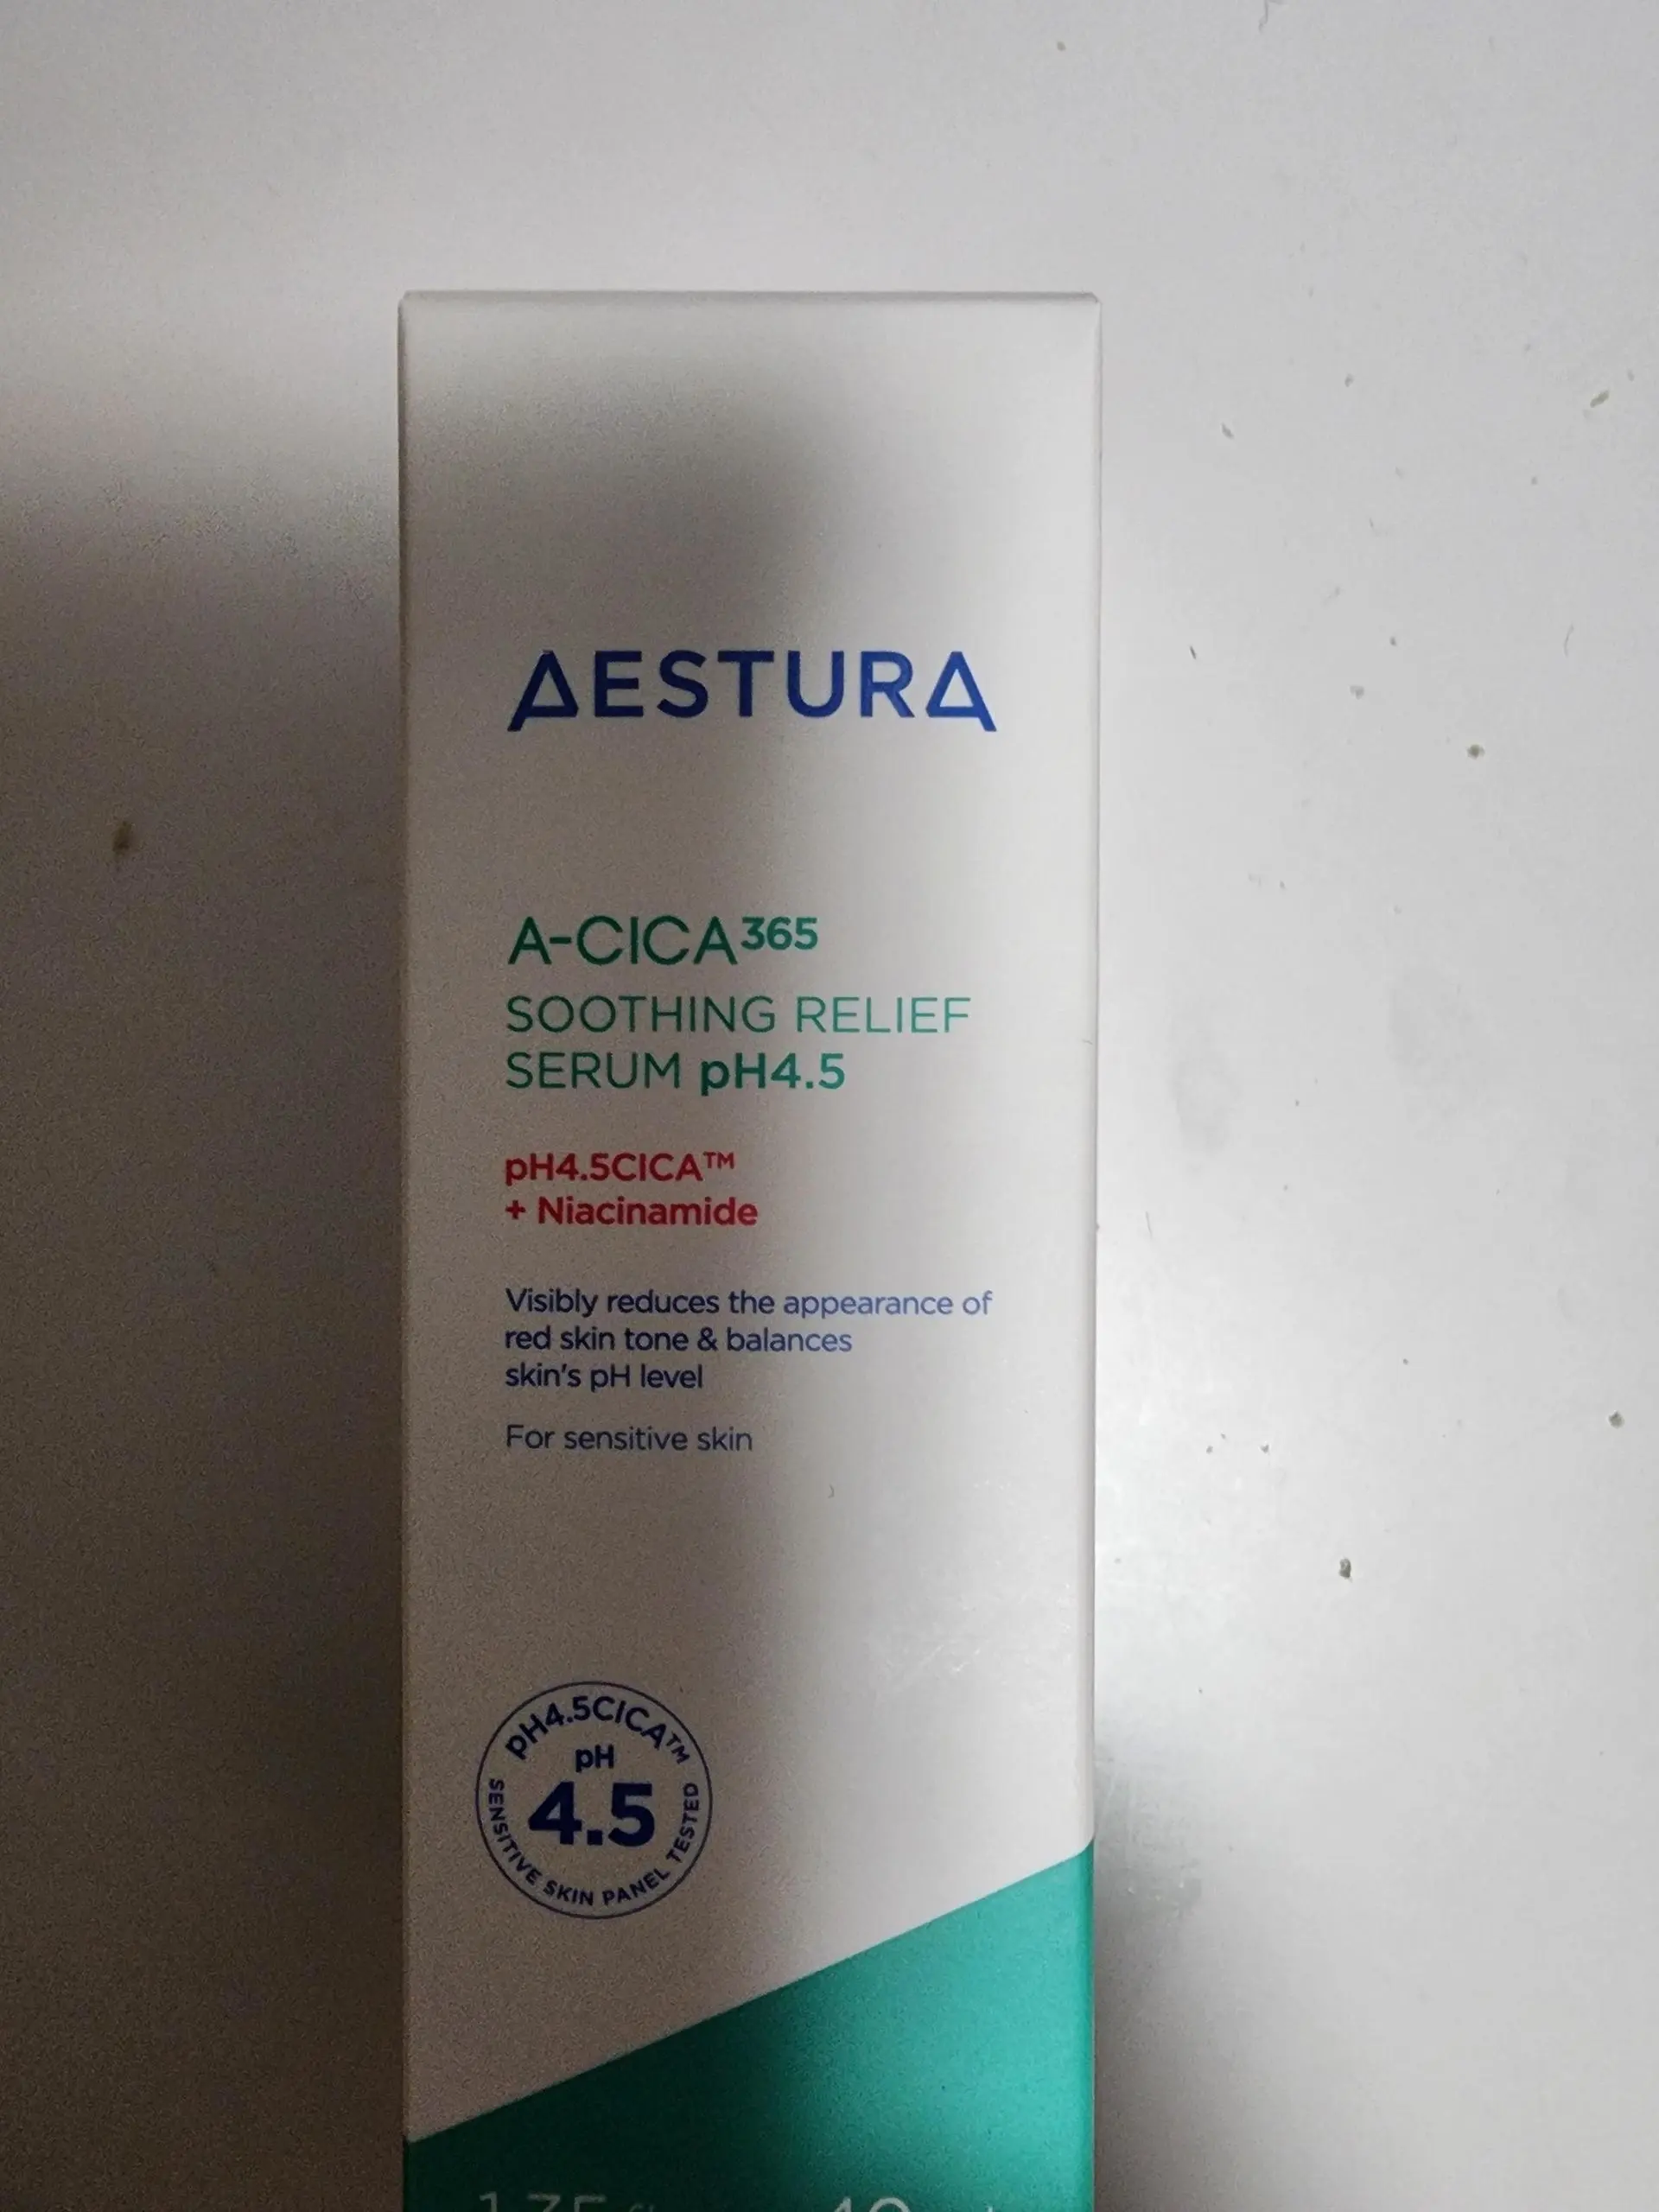 AESTURA
A-CICA³⁶⁵
SOOTHING RELIEF
SERUM pH4.5
pH4.5CICA™
+ Niacinamide
Visibly reduces the appearance of
red skin tone & balances
skin's pH level
For sensitive skin
pH4.5CICA™
pH
4.5
SENSITIVE SKIN PANEL TESTED